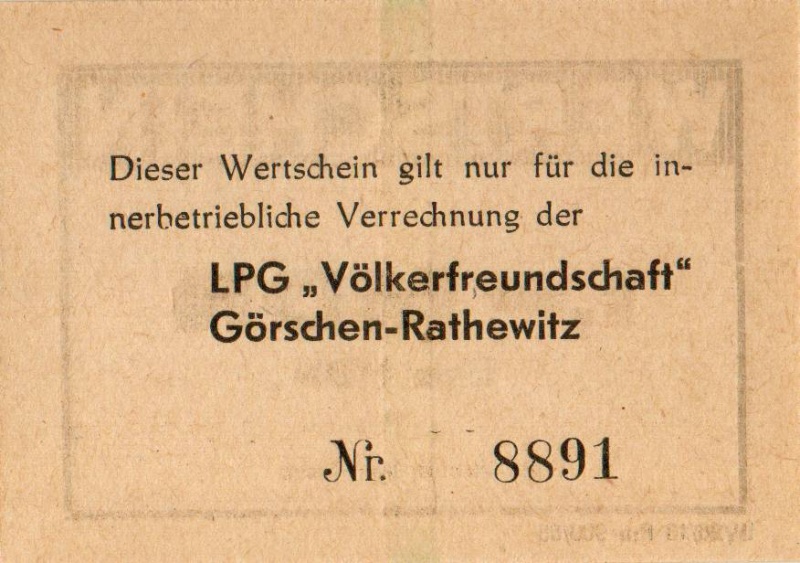 Dieser Wertschein gilt nur für die in-
nerbetriebliche Verrechnung der
LPG „Völkerfreundschaft“
Görschen-Rathewitz
Nr. 8891